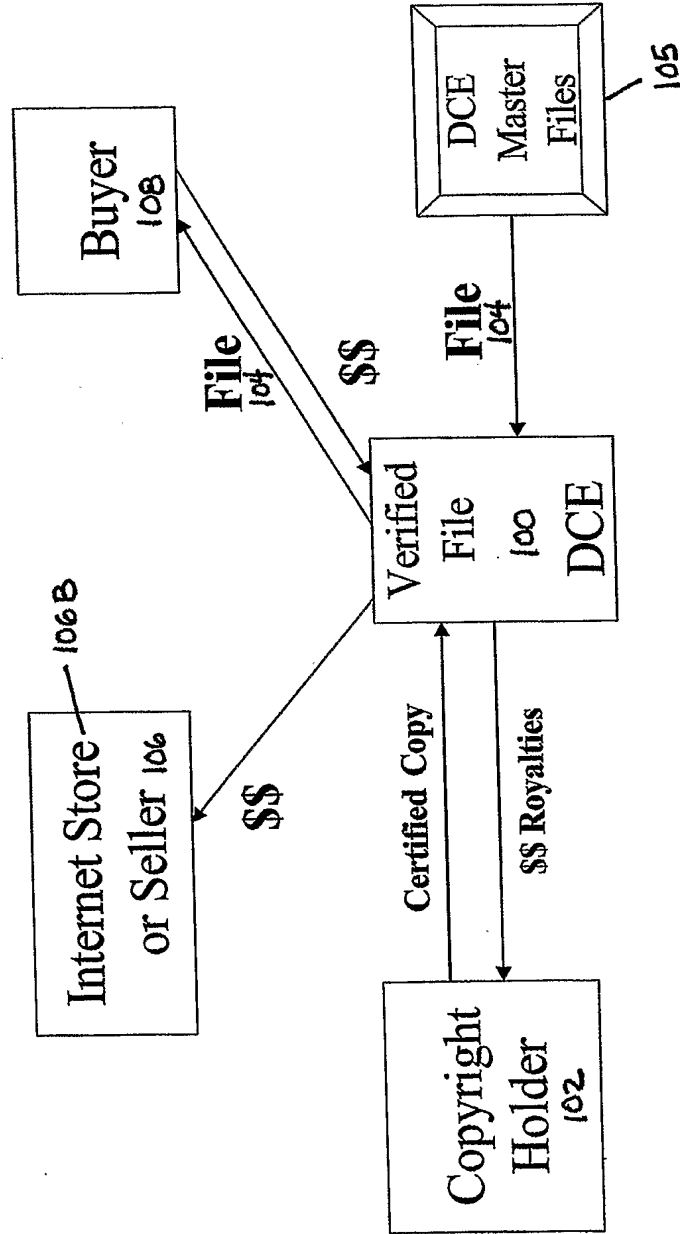 Internet Store 106B
or Seller 106
Buyer
108
$$
File
104
$$
Certified Copy
$$ Royalties
Copyright
Holder
102
Verified
File
100
DCE
File
104
DCE
Master
Files
105